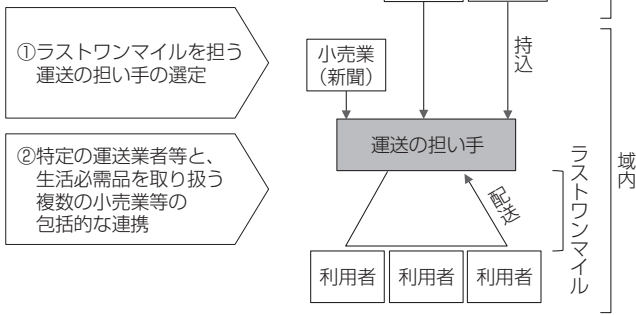 ①ラストワンマイルを担う
運送の担い手の選定
小売業
（新聞）
持込
運送の担い手
②特定の運送業者等と、
生活必需品を取り扱う
複数の小売業等の
包括的な連携
配送
ラストワンマイル
域内
利用者
利用者
利用者